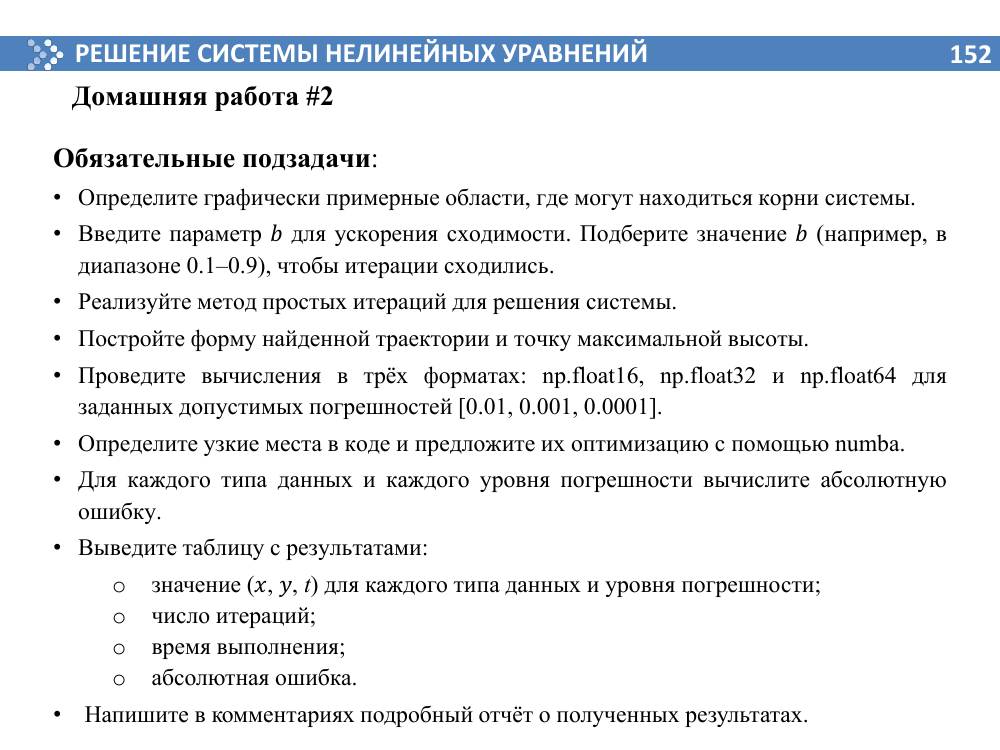 РЕШЕНИЕ СИСТЕМЫ НЕЛИНЕЙНЫХ УРАВНЕНИЙ 152
Домашняя работа #2
Обязательные подзадачи:
• Определите графически примерные области, где могут находиться корни системы.
• Введите параметр b для ускорения сходимости. Подберите значение b (например, в
диапазоне 0.1–0.9), чтобы итерации сходились.
• Реализуйте метод простых итераций для решения системы.
• Постройте форму найденной траектории и точку максимальной высоты.
• Проведите вычисления в трёх форматах: np.float16, np.float32 и np.float64 для
заданных допустимых погрешностей [0.01, 0.001, 0.0001].
• Определите узкие места в коде и предложите их оптимизацию с помощью numba.
• Для каждого типа данных и каждого уровня погрешности вычислите абсолютную
ошибку.
• Выведите таблицу с результатами:
o значение (x, y, t) для каждого типа данных и уровня погрешности;
o число итераций;
o время выполнения;
o абсолютная ошибка.
• Напишите в комментариях подробный отчёт о полученных результатах.